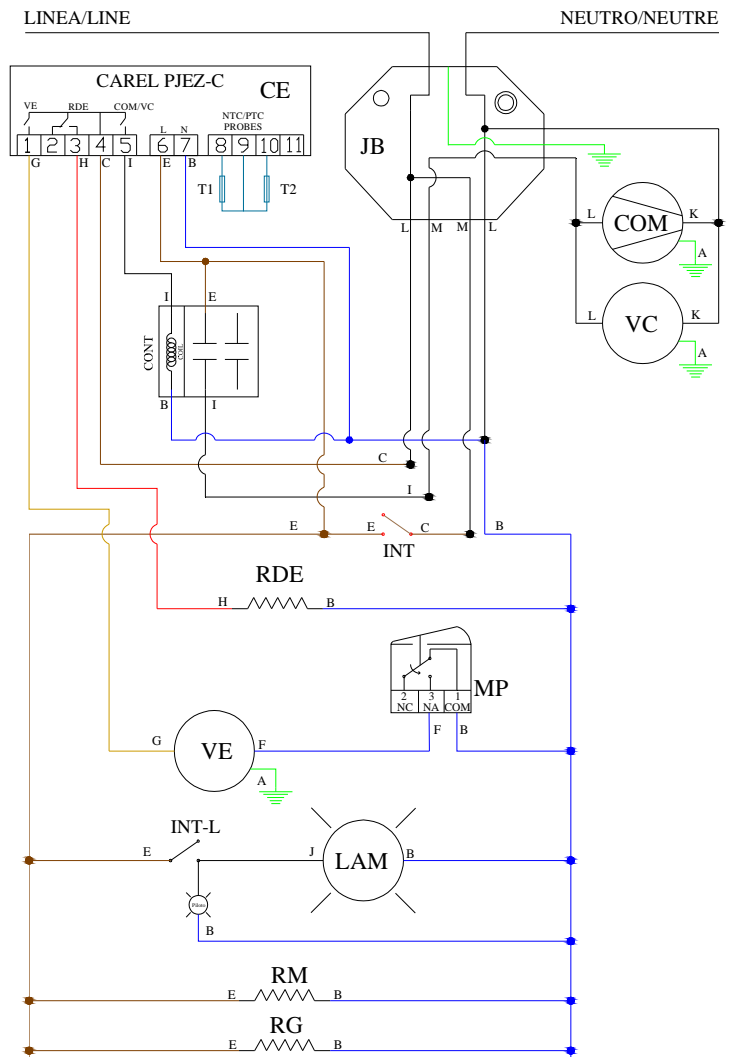 LINEA/LINE NEUTRO/NEUTRE
CAREL PJEZ-C CE
VE RDE COM/VC
NTC/PTC
PROBES
L N
1 2 3 4 5 6 7 8 9 10 11
G H C I E B
T1 T2
JB
L M M L
L COM K
A
L VC K
A
I E
CONT
COIL
B I
C
I
E E C B
INT
RDE
H B
MP
2 3 1
NC NA COM
F B
G VE F
A
INT-L
E J LAM B
Piloto
B
RM
E B
RG
E B